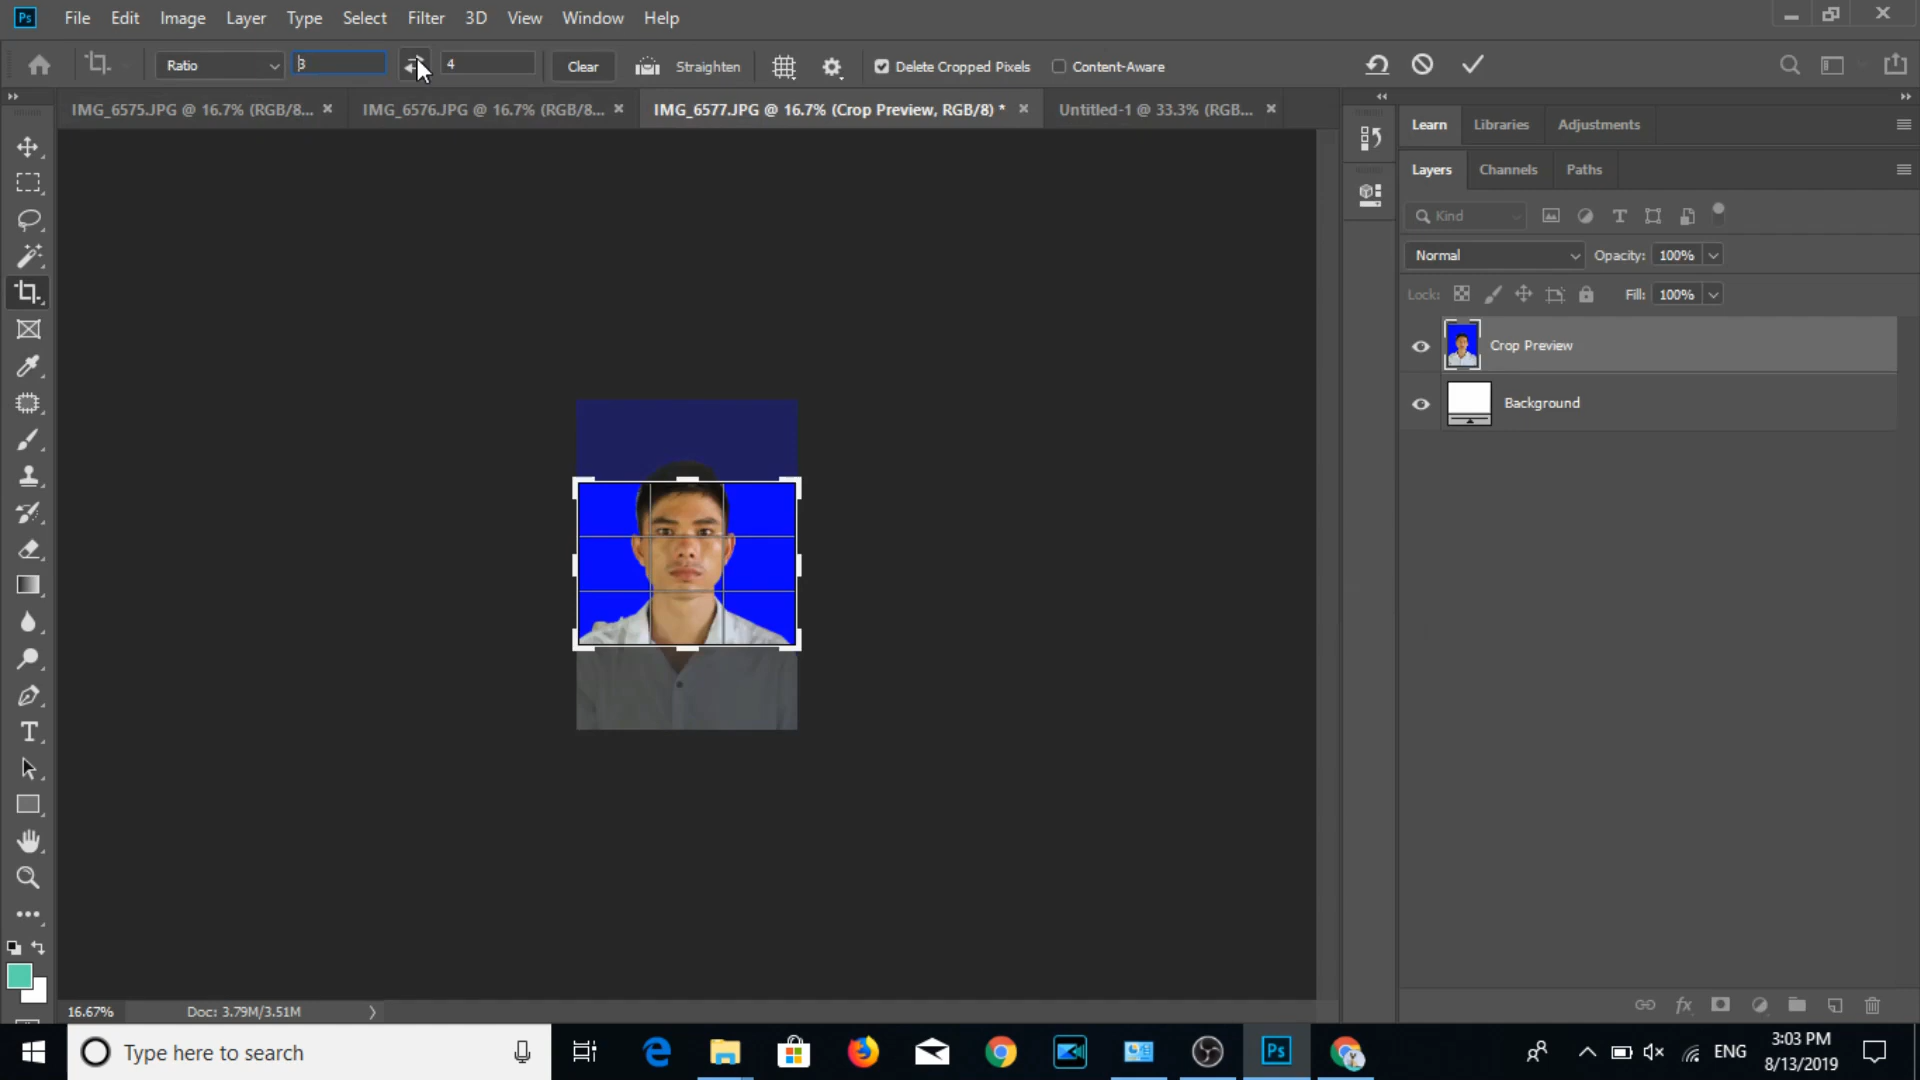 Ps File Edit Image Layer Type Select Filter 3D View Window Help
Ratio 3 4 Clear Straighten Delete Cropped Pixels Content-Aware
IMG_6575.JPG @ 16.7% (RGB/8... × IMG_6576.JPG @ 16.7% (RGB/8... × IMG_6577.JPG @ 16.7% (Crop Preview, RGB/8) * × Untitled-1 @ 33.3% (RGB... ×
Learn Libraries Adjustments
Layers Channels Paths
Kind
Normal Opacity: 100%
Lock: Fill: 100%
Crop Preview
Background
16.67% Doc: 3.79M/3.51M
Type here to search
Ps
ENG
3:03 PM
8/13/2019